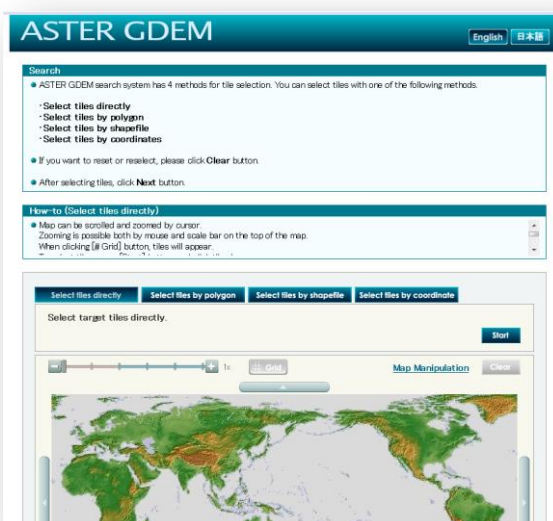 ASTER GDEM
English 日本語
Search
ASTER GDEM search system has 4 methods for tile selection. You can select tiles with one of the following methods.
・Select tiles directly
・Select tiles by polygon
・Select tiles by shapefile
・Select tiles by coordinates
If you want to reset or reselect, please click Clear button.
After selecting tiles, click Next button.
How-to (Select tiles directly)
Map can be scrolled and zoomed by cursor.
Zooming is possible both by mouse and scale bar on the top of the map.
When clicking [# Grid] button, tiles will appear.
Select tiles directly Select tiles by polygon Select tiles by shapefile Select tiles by coordinate
Select target tiles directly.
Start
1x # Grid Map Manipulation Clear